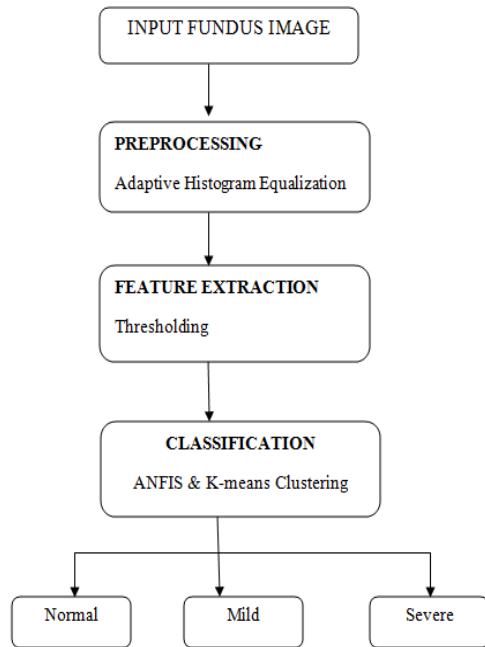 INPUT FUNDUS IMAGE
PREPROCESSING
Adaptive Histogram Equalization
FEATURE EXTRACTION
Thresholding
CLASSIFICATION
ANFIS & K-means Clustering
Normal
Mild
Severe